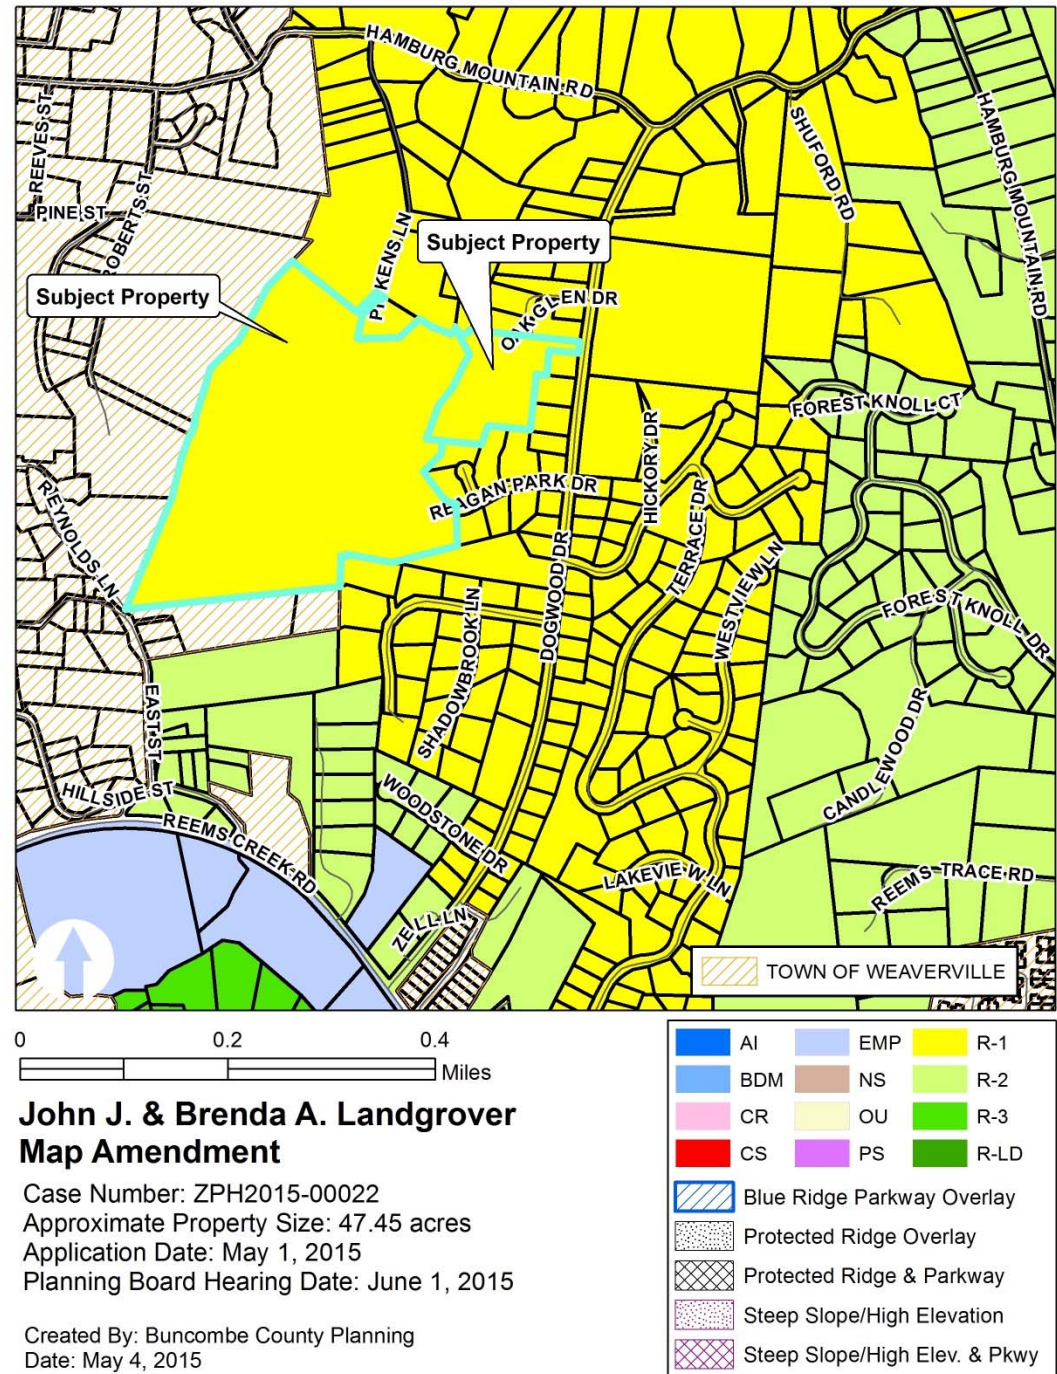 HAMBURG MOUNTAIN RD
REEVES ST
PINE ST
ROBERTS ST
SHUFORD RD
HAMBURG MOUNTAIN RD
Subject Property
Subject Property
OAK GLEN DR
FOREST KNOLL CT
REYNOLDS LN
REAGAN PARK DR
HICKORY DR
TERRACE DR
DOGWOOD DR
WESTVIEW LN
SHADOWBROOK LN
FOREST KNOLL DR
EAST ST
CANDLEWOOD DR
HILLSIDE ST
REEMS CREEK RD
WOODSTONE DR
LAKEVIEW LN
REEMS TRACE RD
ZELL LN
TOWN OF WEAVERVILLE
0 0.2 0.4
Miles
John J. & Brenda A. Landgrover
Map Amendment
Case Number: ZPH2015-00022
Approximate Property Size: 47.45 acres
Application Date: May 1, 2015
Planning Board Hearing Date: June 1, 2015
Created By: Buncombe County Planning
Date: May 4, 2015
AI EMP R-1
BDM NS R-2
CR OU R-3
CS PS R-LD
Blue Ridge Parkway Overlay
Protected Ridge Overlay
Protected Ridge & Parkway
Steep Slope/High Elevation
Steep Slope/High Elev. & Pkwy